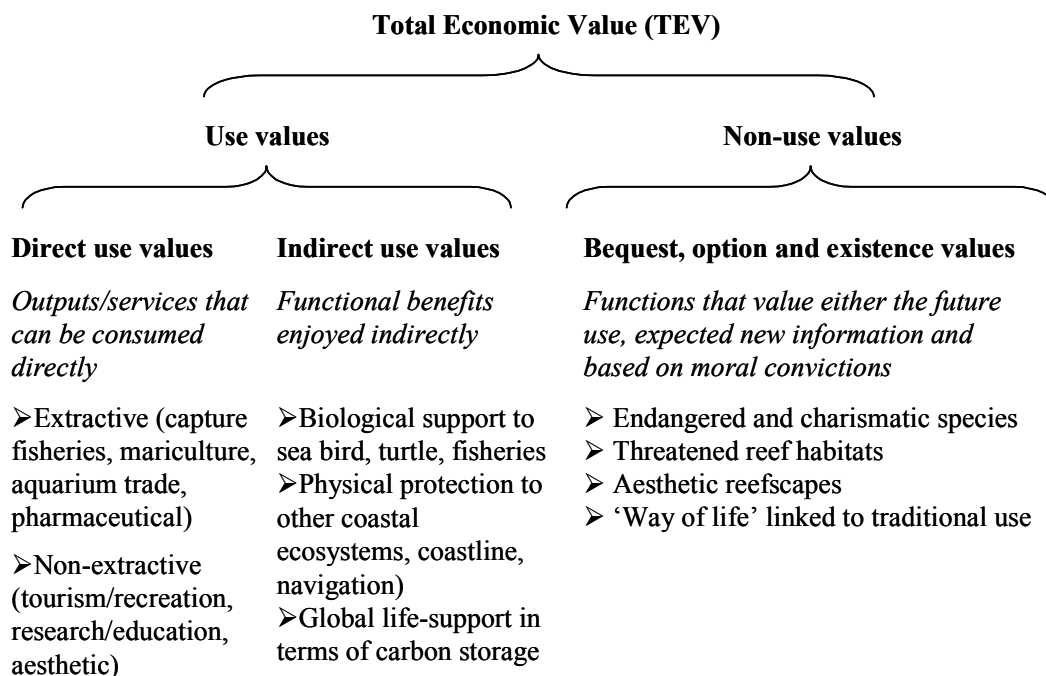 Total Economic Value (TEV)
Use values
Non-use values
Direct use values
Outputs/services that
can be consumed
directly
➢Extractive (capture
fisheries, mariculture,
aquarium trade,
pharmaceutical)
➢Non-extractive
(tourism/recreation,
research/education,
aesthetic)
Indirect use values
Functional benefits
enjoyed indirectly
➢Biological support to
sea bird, turtle, fisheries
➢Physical protection to
other coastal
ecosystems, coastline,
navigation)
➢Global life-support in
terms of carbon storage
Bequest, option and existence values
Functions that value either the future
use, expected new information and
based on moral convictions
➢ Endangered and charismatic species
➢ Threatened reef habitats
➢ Aesthetic reefscapes
➢ ‘Way of life’ linked to traditional use